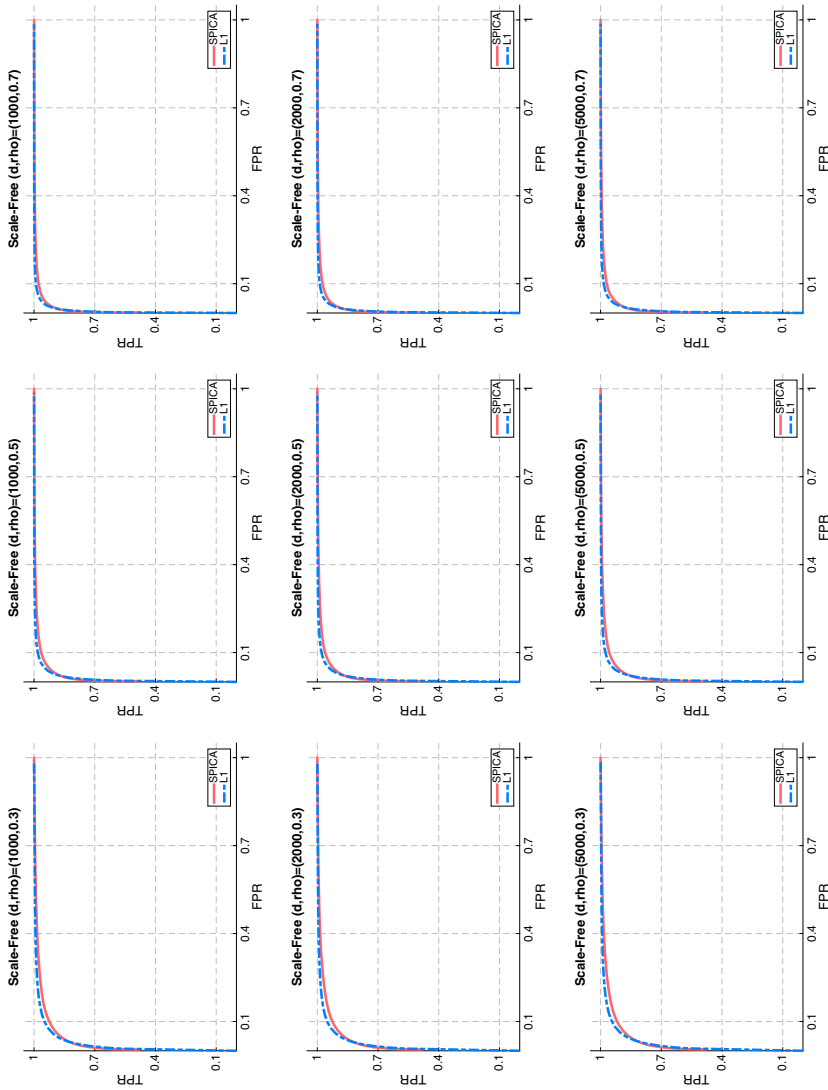 Scale-Free (d,rho)=(1000,0.3)
TPR
1
0.7
0.4
0.1
SPICA
L1
0.1
0.4
0.7
1
FPR
Scale-Free (d,rho)=(1000,0.5)
TPR
1
0.7
0.4
0.1
SPICA
L1
0.1
0.4
0.7
1
FPR
Scale-Free (d,rho)=(1000,0.7)
TPR
1
0.7
0.4
0.1
SPICA
L1
0.1
0.4
0.7
1
FPR
Scale-Free (d,rho)=(2000,0.3)
TPR
1
0.7
0.4
0.1
SPICA
L1
0.1
0.4
0.7
1
FPR
Scale-Free (d,rho)=(2000,0.5)
TPR
1
0.7
0.4
0.1
SPICA
L1
0.1
0.4
0.7
1
FPR
Scale-Free (d,rho)=(2000,0.7)
TPR
1
0.7
0.4
0.1
SPICA
L1
0.1
0.4
0.7
1
FPR
Scale-Free (d,rho)=(5000,0.3)
TPR
1
0.7
0.4
0.1
SPICA
L1
0.1
0.4
0.7
1
FPR
Scale-Free (d,rho)=(5000,0.5)
TPR
1
0.7
0.4
0.1
SPICA
L1
0.1
0.4
0.7
1
FPR
Scale-Free (d,rho)=(5000,0.7)
TPR
1
0.7
0.4
0.1
SPICA
L1
0.1
0.4
0.7
1
FPR